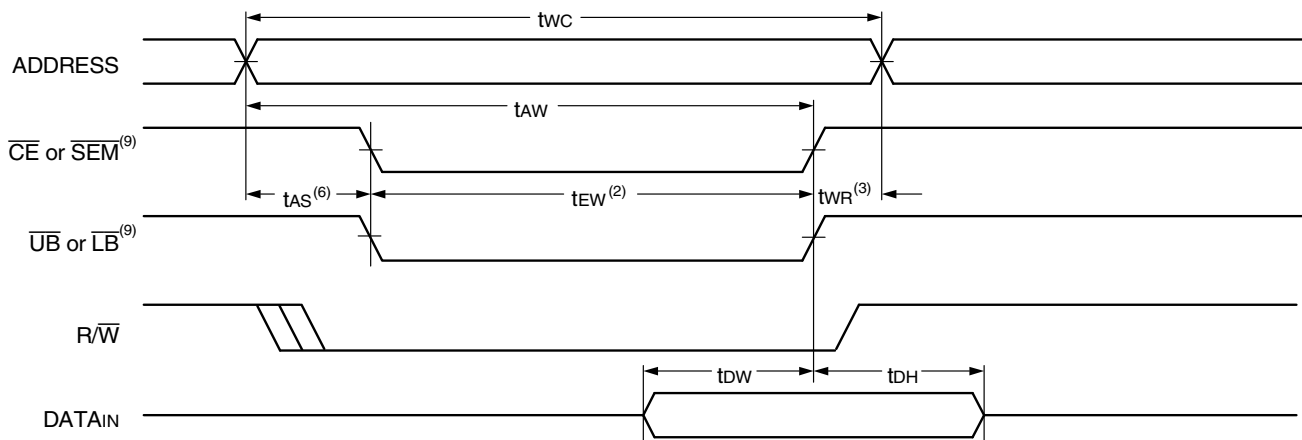 tWC
ADDRESS
tAW
CE or SEM(9)
tAS(6) tEW(2) tWR(3)
UB or LB(9)
R/W
tDW tDH
DATAIN